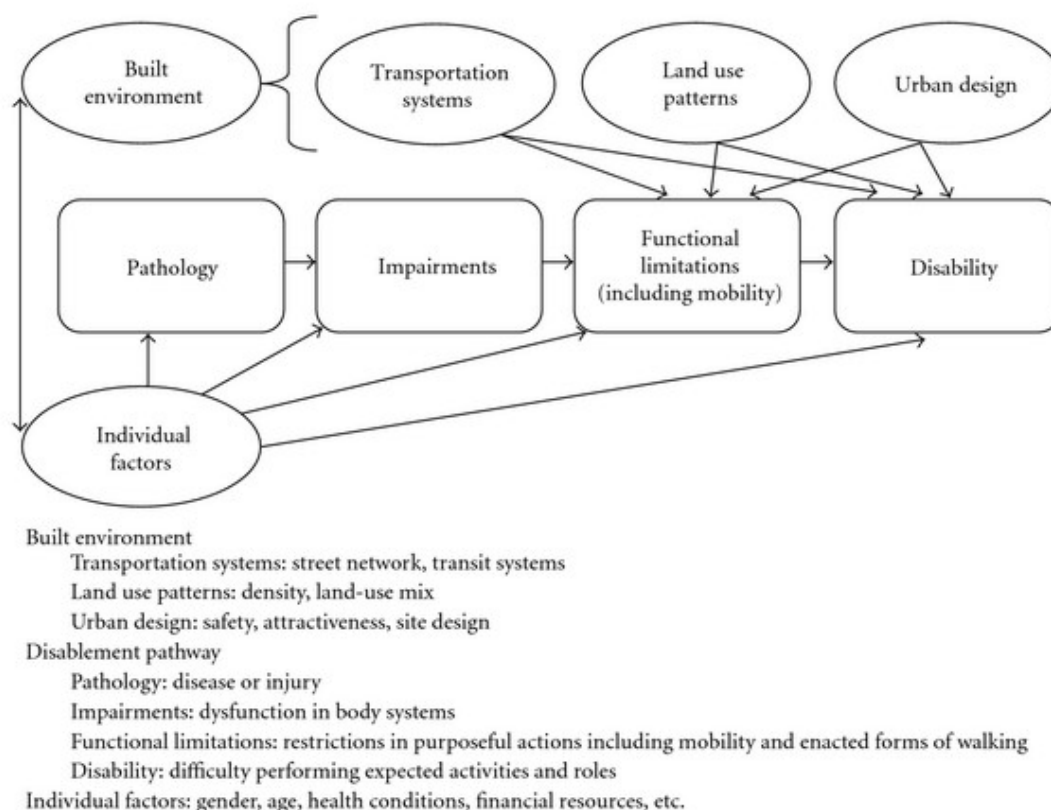 Built
environment
Transportation
systems
Land use
patterns
Urban design
Pathology
Impairments
Functional
limitations
(including mobility)
Disability
Individual
factors
Built environment
Transportation systems: street network, transit systems
Land use patterns: density, land-use mix
Urban design: safety, attractiveness, site design
Disablement pathway
Pathology: disease or injury
Impairments: dysfunction in body systems
Functional limitations: restrictions in purposeful actions including mobility and enacted forms of walking
Disability: difficulty performing expected activities and roles
Individual factors: gender, age, health conditions, financial resources, etc.